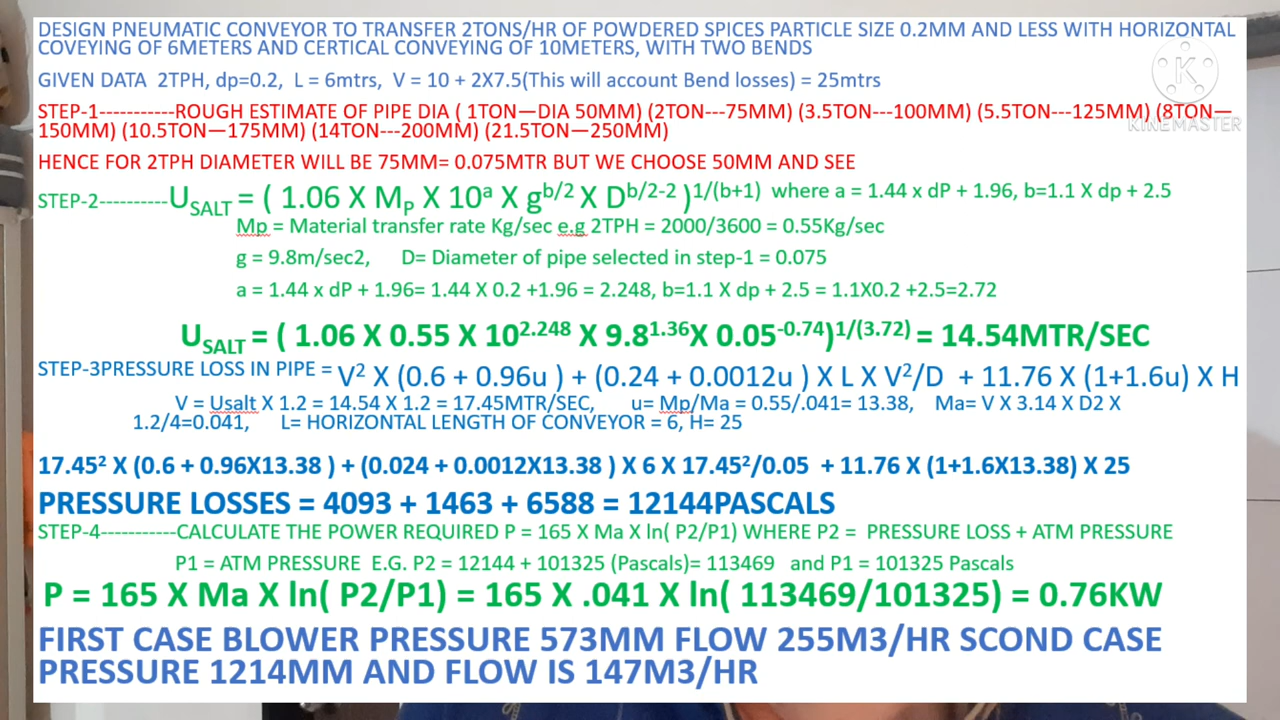 DESIGN PNEUMATIC CONVEYOR TO TRANSFER 2TONS/HR OF POWDERED SPICES PARTICLE SIZE 0.2MM AND LESS WITH HORIZONTAL
COVEYING OF 6METERS AND CERTICAL CONVEYING OF 10METERS, WITH TWO BENDS
GIVEN DATA 2TPH, dp=0.2, L = 6mtrs, V = 10 + 2X7.5(This will account Bend losses) = 25mtrs
STEP-1-----------ROUGH ESTIMATE OF PIPE DIA ( 1TON—DIA 50MM) (2TON---75MM) (3.5TON---100MM) (5.5TON---125MM) (8TON—
150MM) (10.5TON—175MM) (14TON---200MM) (21.5TON—250MM)
KINEMASTER
HENCE FOR 2TPH DIAMETER WILL BE 75MM= 0.075MTR BUT WE CHOOSE 50MM AND SEE
STEP-2----------U_SALT = ( 1.06 X M_P X 10^a X g^b/2 X D^b/2-2 )^1/(b+1) where a = 1.44 x dP + 1.96, b=1.1 X dp + 2.5
Mp = Material transfer rate Kg/sec e.g 2TPH = 2000/3600 = 0.55Kg/sec
g = 9.8m/sec2, D= Diameter of pipe selected in step-1 = 0.075
a = 1.44 x dP + 1.96= 1.44 X 0.2 +1.96 = 2.248, b=1.1 X dp + 2.5 = 1.1X0.2 +2.5=2.72
U_SALT = ( 1.06 X 0.55 X 10^2.248 X 9.8^1.36 X 0.05^-0.74)^1/(3.72) = 14.54MTR/SEC
STEP-3PRESSURE LOSS IN PIPE = V² X (0.6 + 0.96u ) + (0.24 + 0.0012u ) X L X V²/D + 11.76 X (1+1.6u) X H
V = Usalt X 1.2 = 14.54 X 1.2 = 17.45MTR/SEC, u= Mp/Ma = 0.55/.041= 13.38, Ma= V X 3.14 X D2 X
1.2/4=0.041, L= HORIZONTAL LENGTH OF CONVEYOR = 6, H= 25
17.45² X (0.6 + 0.96X13.38 ) + (0.024 + 0.0012X13.38 ) X 6 X 17.45²/0.05 + 11.76 X (1+1.6X13.38) X 25
PRESSURE LOSSES = 4093 + 1463 + 6588 = 12144PASCALS
STEP-4-----------CALCULATE THE POWER REQUIRED P = 165 X Ma X ln( P2/P1) WHERE P2 = PRESSURE LOSS + ATM PRESSURE
P1 = ATM PRESSURE E.G. P2 = 12144 + 101325 (Pascals)= 113469 and P1 = 101325 Pascals
P = 165 X Ma X ln( P2/P1) = 165 X .041 X ln( 113469/101325) = 0.76KW
FIRST CASE BLOWER PRESSURE 573MM FLOW 255M3/HR SCOND CASE
PRESSURE 1214MM AND FLOW IS 147M3/HR